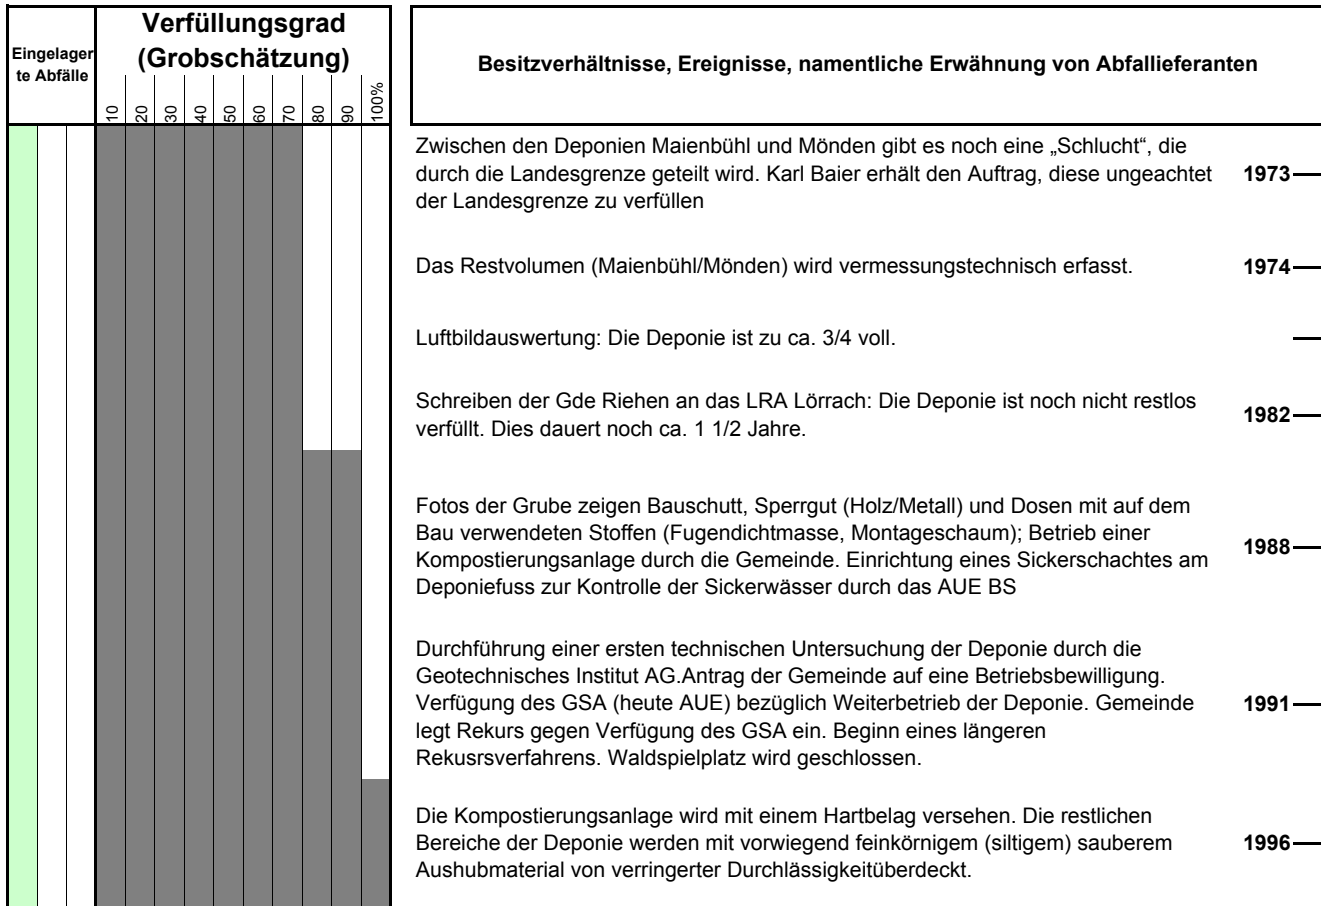 Eingelager
te Abfälle
Verfüllungsgrad
(Grobschätzung)
10
20
30
40
50
60
70
80
90
100%
Besitzverhältnisse, Ereignisse, namentliche Erwähnung von Abfallieferanten
Zwischen den Deponien Maienbühl und Mönden gibt es noch eine „Schlucht“, die
durch die Landesgrenze geteilt wird. Karl Baier erhält den Auftrag, diese ungeachtet
der Landesgrenze zu verfüllen
1973
Das Restvolumen (Maienbühl/Mönden) wird vermessungstechnisch erfasst.
1974
Luftbildauswertung: Die Deponie ist zu ca. 3/4 voll.
Schreiben der Gde Riehen an das LRA Lörrach: Die Deponie ist noch nicht restlos
verfüllt. Dies dauert noch ca. 1 1/2 Jahre.
1982
Fotos der Grube zeigen Bauschutt, Sperrgut (Holz/Metall) und Dosen mit auf dem
Bau verwendeten Stoffen (Fugendichtmasse, Montageschaum); Betrieb einer
Kompostierungsanlage durch die Gemeinde. Einrichtung eines Sickerschachtes am
Deponiefuss zur Kontrolle der Sickerwässer durch das AUE BS
1988
Durchführung einer ersten technischen Untersuchung der Deponie durch die
Geotechnisches Institut AG.Antrag der Gemeinde auf eine Betriebsbewilligung.
Verfügung des GSA (heute AUE) bezüglich Weiterbetrieb der Deponie. Gemeinde
legt Rekurs gegen Verfügung des GSA ein. Beginn eines längeren
Rekusrsverfahrens. Waldspielplatz wird geschlossen.
1991
Die Kompostierungsanlage wird mit einem Hartbelag versehen. Die restlichen
Bereiche der Deponie werden mit vorwiegend feinkörnigem (siltigem) sauberem
Aushubmaterial von verringerter Durchlässigkeitüberdeckt.
1996